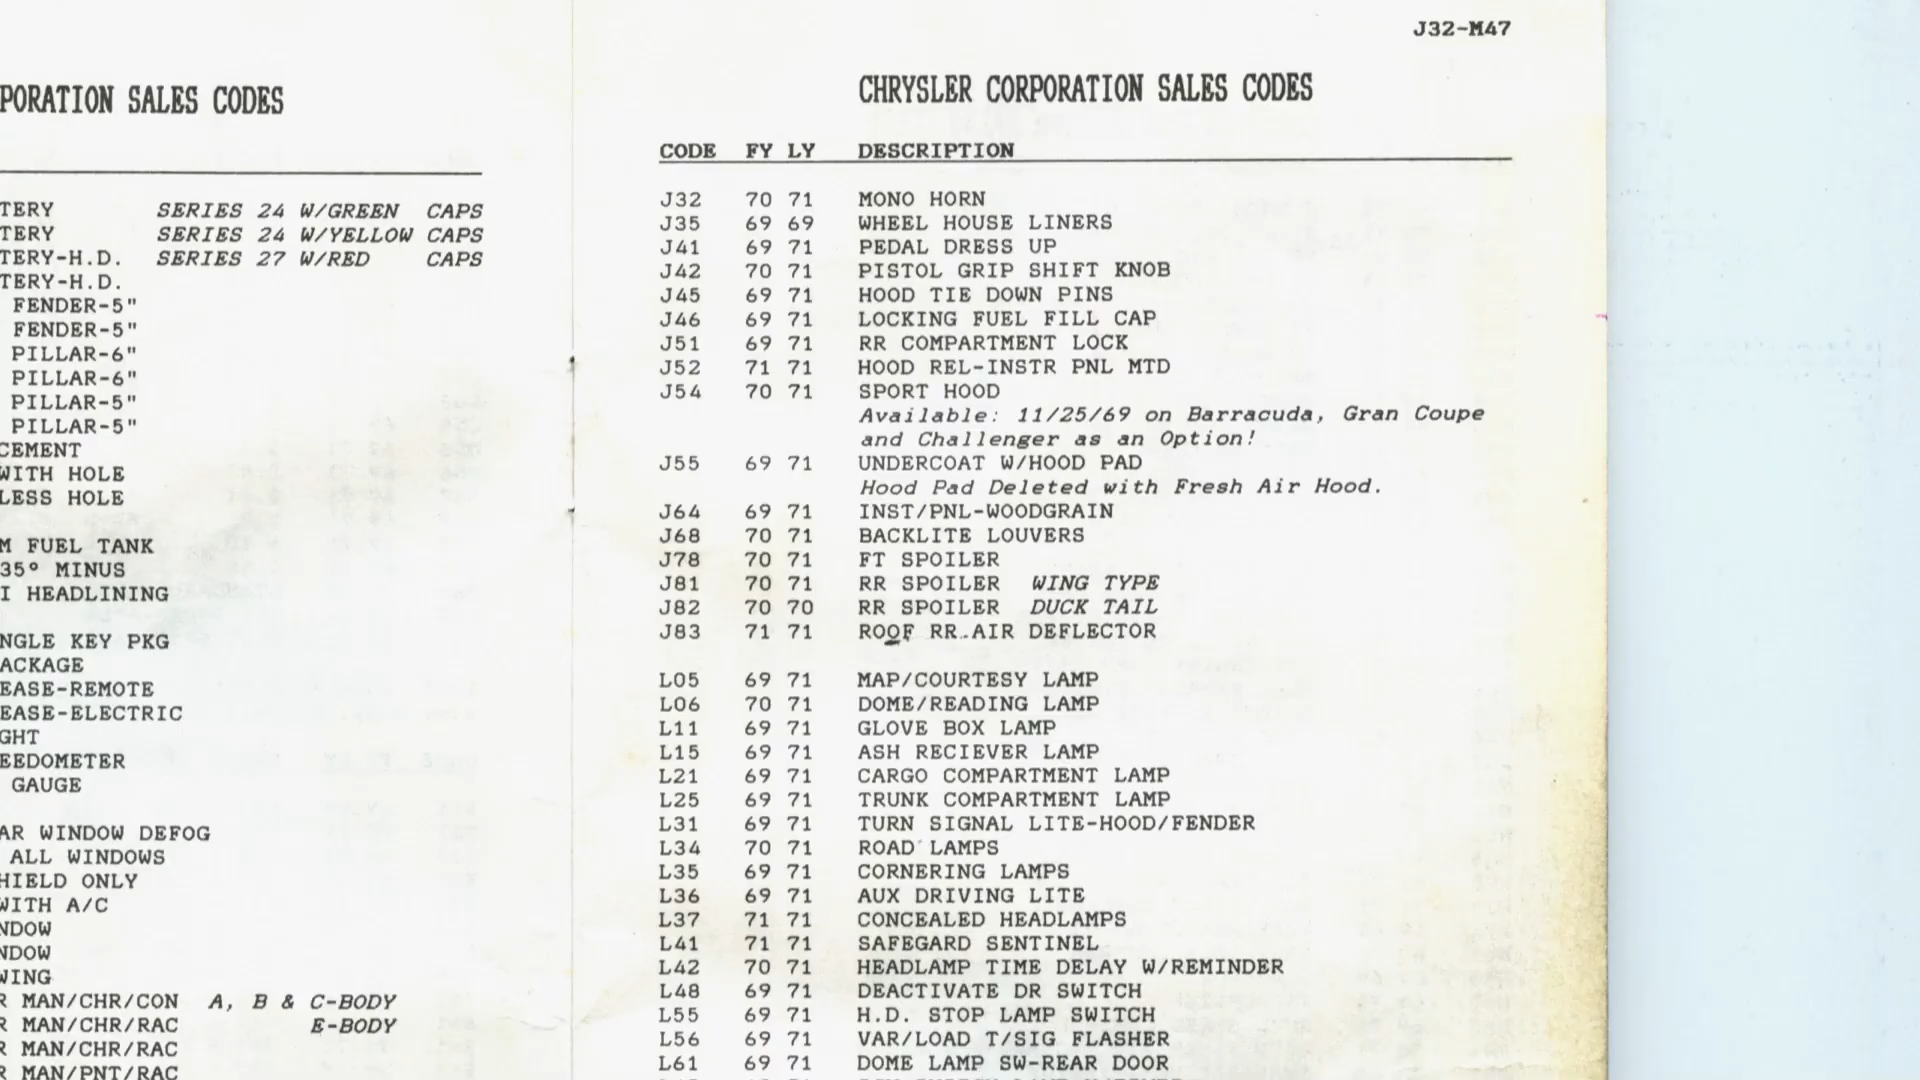 PORATION SALES CODES
TERY SERIES 24 W/GREEN CAPS
TERY SERIES 24 W/YELLOW CAPS
TERY-H.D. SERIES 27 W/RED CAPS
TERY-H.D.
FENDER-5"
FENDER-5"
PILLAR-6"
PILLAR-6"
PILLAR-5"
PILLAR-5"
CEMENT
WITH HOLE
LESS HOLE
M FUEL TANK
35° MINUS
I HEADLINING
NGLE KEY PKG
ACKAGE
EASE-REMOTE
EASE-ELECTRIC
GHT
EEDOMETER
GAUGE
AR WINDOW DEFOG
ALL WINDOWS
HIELD ONLY
WITH A/C
NDOW
NDOW
WING
R MAN/CHR/CON A, B & C-BODY
R MAN/CHR/RAC E-BODY
R MAN/CHR/RAC
R MAN/PNT/RAC
J32-M47
CHRYSLER CORPORATION SALES CODES
CODE FY LY DESCRIPTION
J32 70 71 MONO HORN
J35 69 69 WHEEL HOUSE LINERS
J41 69 71 PEDAL DRESS UP
J42 70 71 PISTOL GRIP SHIFT KNOB
J45 69 71 HOOD TIE DOWN PINS
J46 69 71 LOCKING FUEL FILL CAP
J51 69 71 RR COMPARTMENT LOCK
J52 71 71 HOOD REL-INSTR PNL MTD
J54 70 71 SPORT HOOD
Available: 11/25/69 on Barracuda, Gran Coupe
and Challenger as an Option!
J55 69 71 UNDERCOAT W/HOOD PAD
Hood Pad Deleted with Fresh Air Hood.
J64 69 71 INST/PNL-WOODGRAIN
J68 70 71 BACKLITE LOUVERS
J78 70 71 FT SPOILER
J81 70 71 RR SPOILER WING TYPE
J82 70 70 RR SPOILER DUCK TAIL
J83 71 71 ROOF RR AIR DEFLECTOR
L05 69 71 MAP/COURTESY LAMP
L06 70 71 DOME/READING LAMP
L11 69 71 GLOVE BOX LAMP
L15 69 71 ASH RECIEVER LAMP
L21 69 71 CARGO COMPARTMENT LAMP
L25 69 71 TRUNK COMPARTMENT LAMP
L31 69 71 TURN SIGNAL LITE-HOOD/FENDER
L34 70 71 ROAD LAMPS
L35 69 71 CORNERING LAMPS
L36 69 71 AUX DRIVING LITE
L37 71 71 CONCEALED HEADLAMPS
L41 71 71 SAFEGARD SENTINEL
L42 70 71 HEADLAMP TIME DELAY W/REMINDER
L48 69 71 DEACTIVATE DR SWITCH
L55 69 71 H.D. STOP LAMP SWITCH
L56 69 71 VAR/LOAD T/SIG FLASHER
L61 69 71 DOME LAMP SW-REAR DOOR